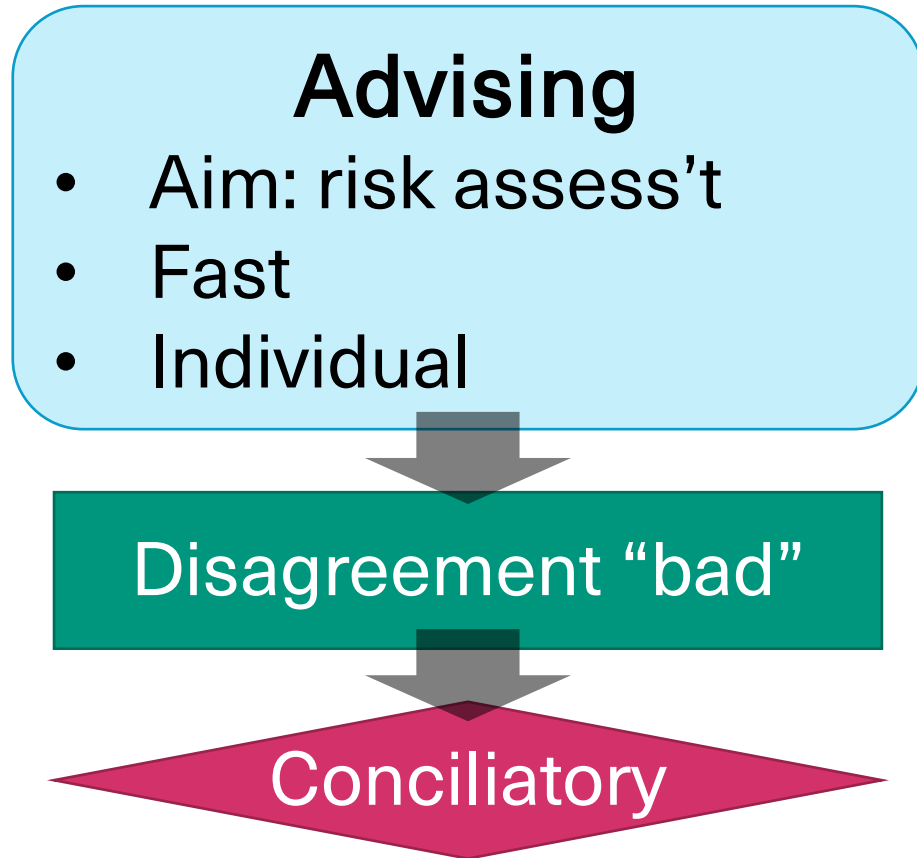 Advising
• Aim: risk assess’t
• Fast
• Individual
Disagreement “bad”
Conciliatory